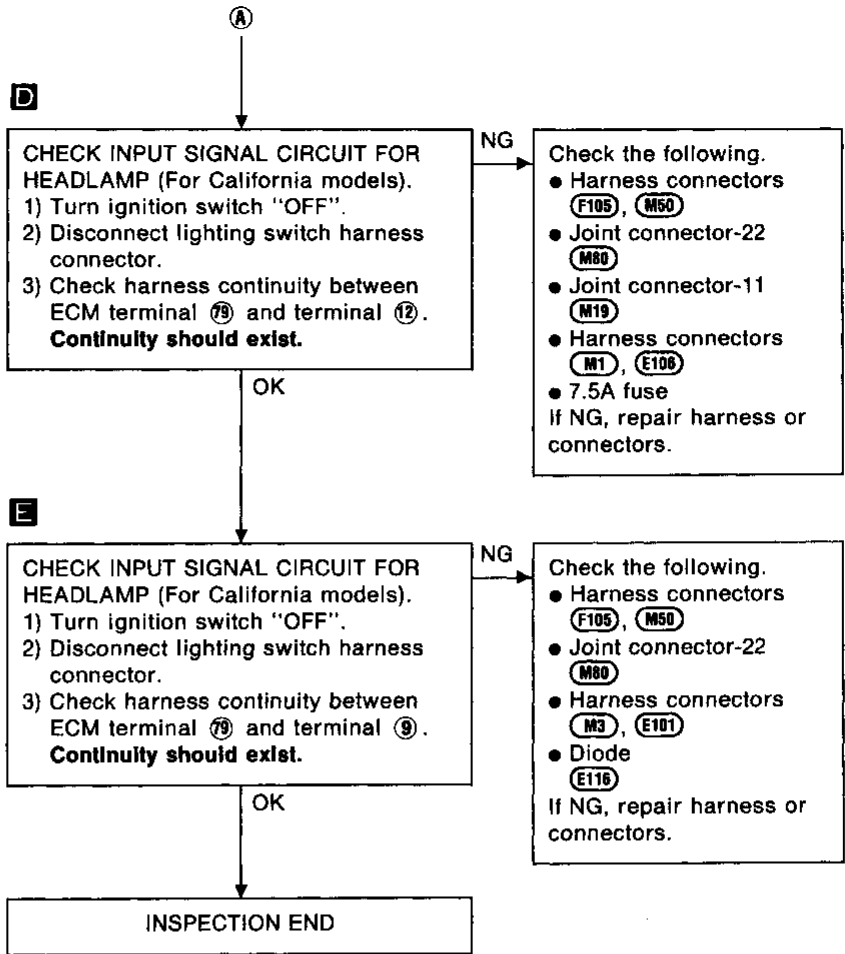 Ⓐ
D
CHECK INPUT SIGNAL CIRCUIT FOR
HEADLAMP (For California models).
1) Turn ignition switch "OFF".
2) Disconnect lighting switch harness
connector.
3) Check harness continuity between
ECM terminal 79 and terminal ⑫.
Continuity should exist.
NG
Check the following.
● Harness connectors
F105, M50
● Joint connector-22
M80
● Joint connector-11
M19
● Harness connectors
M1, E106
● 7.5A fuse
If NG, repair harness or
connectors.
OK
E
CHECK INPUT SIGNAL CIRCUIT FOR
HEADLAMP (For California models).
1) Turn ignition switch "OFF".
2) Disconnect lighting switch harness
connector.
3) Check harness continuity between
ECM terminal 79 and terminal ⑨.
Continuity should exist.
NG
Check the following.
● Harness connectors
F105, M50
● Joint connector-22
M80
● Harness connectors
M3, E101
● Diode
E116
If NG, repair harness or
connectors.
OK
INSPECTION END